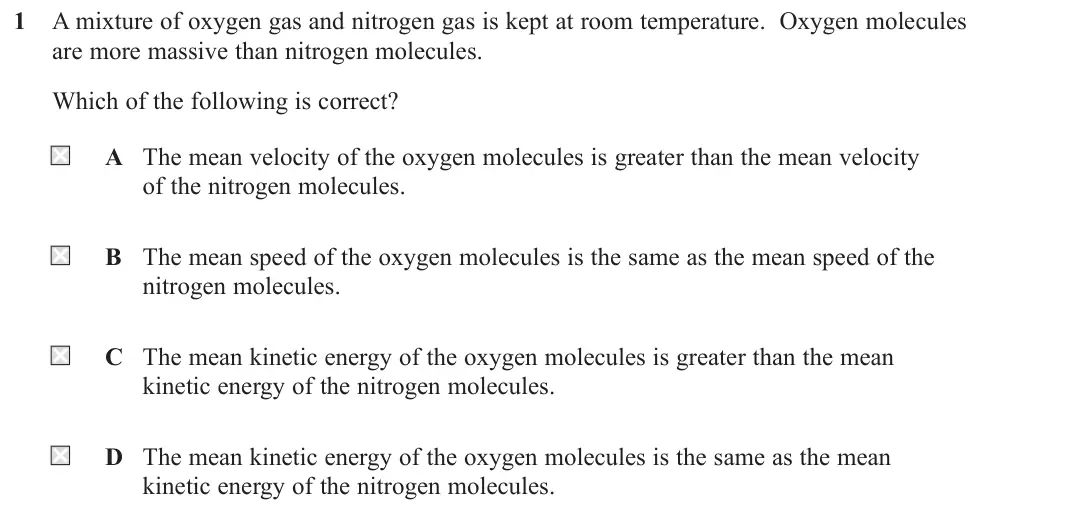 1 A mixture of oxygen gas and nitrogen gas is kept at room temperature. Oxygen molecules
are more massive than nitrogen molecules.
Which of the following is correct?
A The mean velocity of the oxygen molecules is greater than the mean velocity
of the nitrogen molecules.
B The mean speed of the oxygen molecules is the same as the mean speed of the
nitrogen molecules.
C The mean kinetic energy of the oxygen molecules is greater than the mean
kinetic energy of the nitrogen molecules.
D The mean kinetic energy of the oxygen molecules is the same as the mean
kinetic energy of the nitrogen molecules.